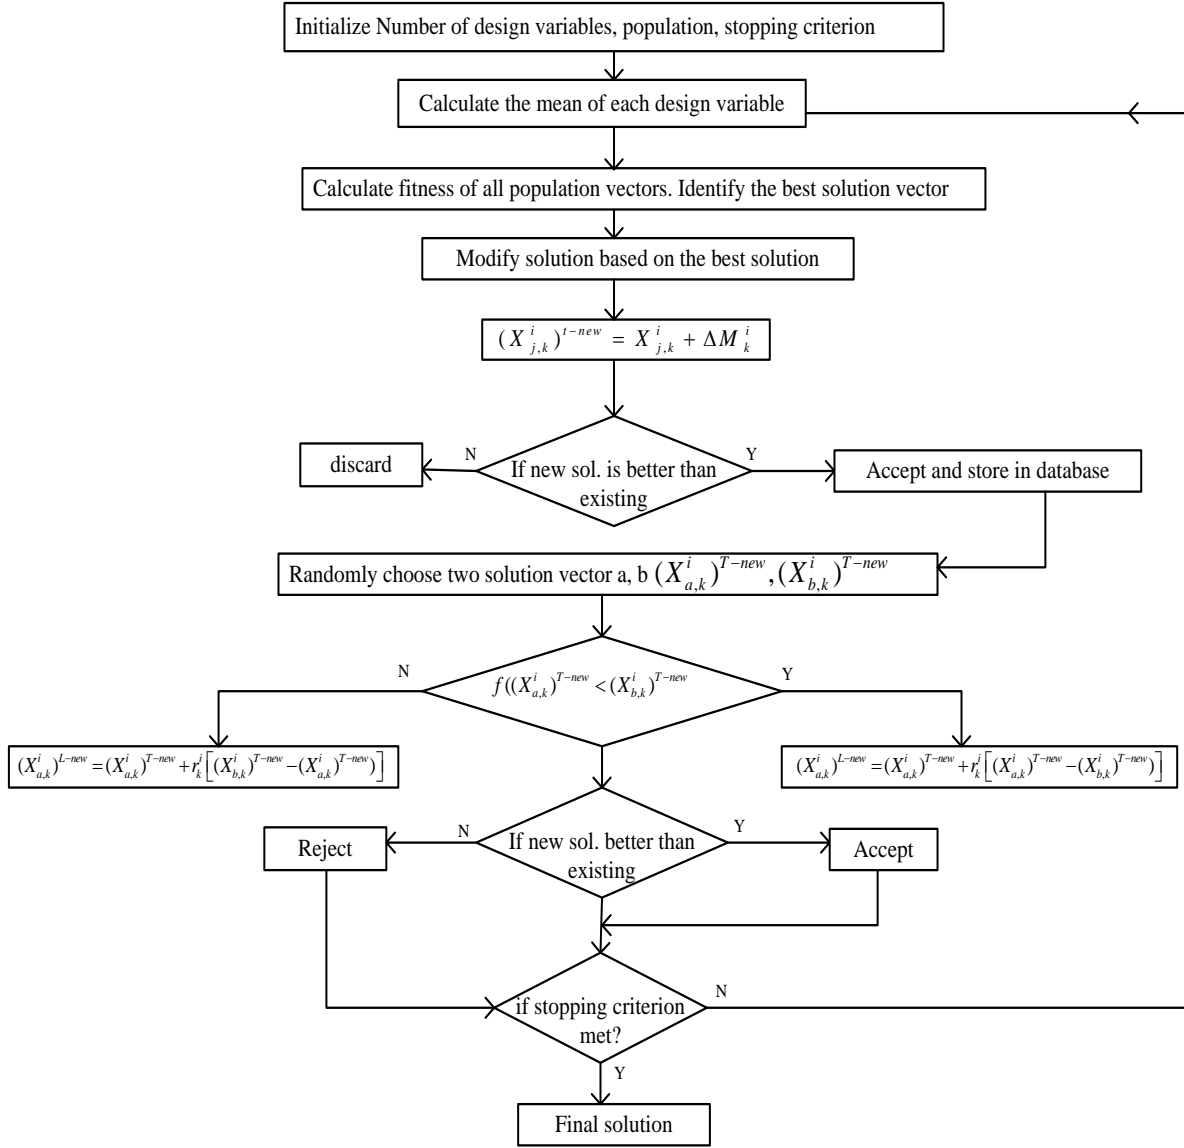 Initialize Number of design variables, population, stopping criterion
Calculate the mean of each design variable
Calculate fitness of all population vectors. Identify the best solution vector
Modify solution based on the best solution
(X^i_{j,k})^{t-new} = X^i_{j,k} + ΔM^i_k
N
Y
discard
If new sol. is better than
existing
Accept and store in database
Randomly choose two solution vector a, b (X^i_{a,k})^{T-new}, (X^i_{b,k})^{T-new}
N
Y
f((X^i_{a,k})^{T-new} < (X^i_{b,k})^{T-new}
(X^i_{a,k})^{L-new} = (X^i_{a,k})^{T-new} + r^i_k[(X^i_{b,k})^{T-new} - (X^i_{a,k})^{T-new})]
(X^i_{a,k})^{L-new} = (X^i_{a,k})^{T-new} + r^i_k[(X^i_{a,k})^{T-new} - (X^i_{b,k})^{T-new})]
N
Y
Reject
If new sol. better than
existing
Accept
N
if stopping criterion
met?
Y
Final solution